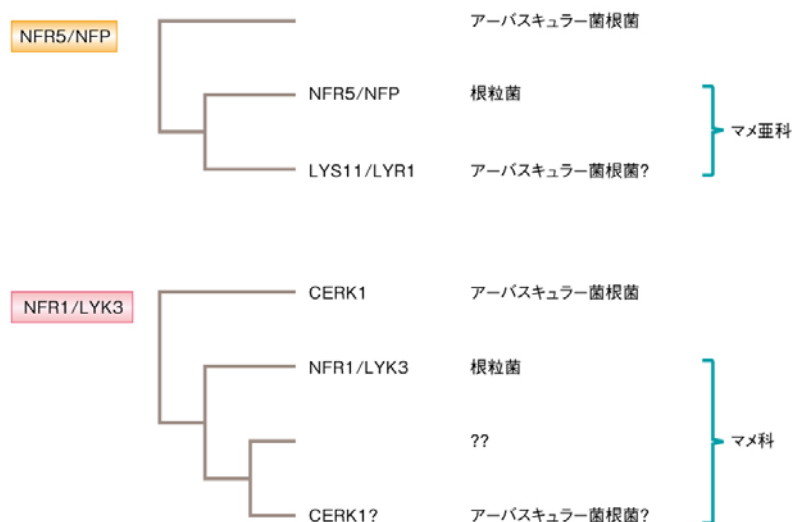 NFR5/NFP
アーバスキュラー菌根菌
NFR5/NFP 根粒菌
マメ亜科
LYS11/LYR1 アーバスキュラー菌根菌?
NFR1/LYK3
CERK1 アーバスキュラー菌根菌
NFR1/LYK3 根粒菌
?? マメ科
CERK1? アーバスキュラー菌根菌?